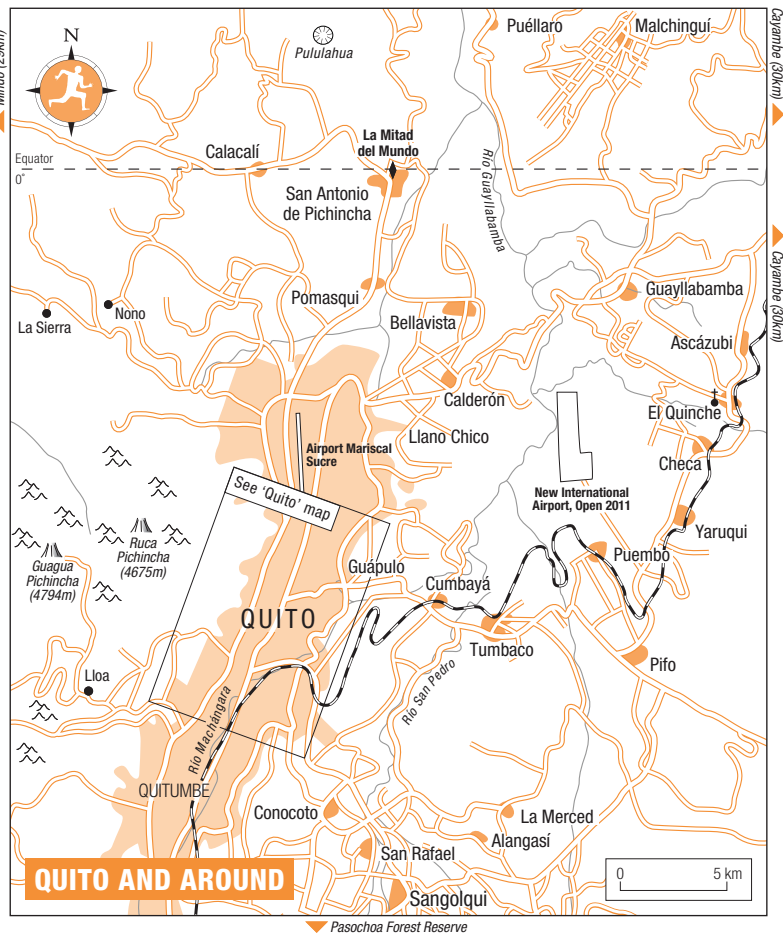 Mindo (29km)
Cayambe (30km)
N
Pululahua
Puéllaro
Malchinguí
La Mitad
del Mundo
Calacalí
Equator
0°
San Antonio
de Pichincha
Río Guayllabamba
Cayambe (30km)
Pomasqui
Guayllabamba
Nono
La Sierra
Bellavista
Ascázubi
Calderón
El Quinche
Llano Chico
Airport Mariscal
Sucre
Checa
See ‘Quito’ map
New International
Airport, Open 2011
Yaruqui
Ruca
Pichincha
(4675m)
Guagua
Pichincha
(4794m)
Puembo
Guápulo
Cumbayá
QUITO
Tumbaco
Pifo
Lloa
Río San Pedro
Río Machángara
QUITUMBE
Conocoto
La Merced
Alangasí
San Rafael
QUITO AND AROUND
Sangolqui
0 5 km
Pasochoa Forest Reserve